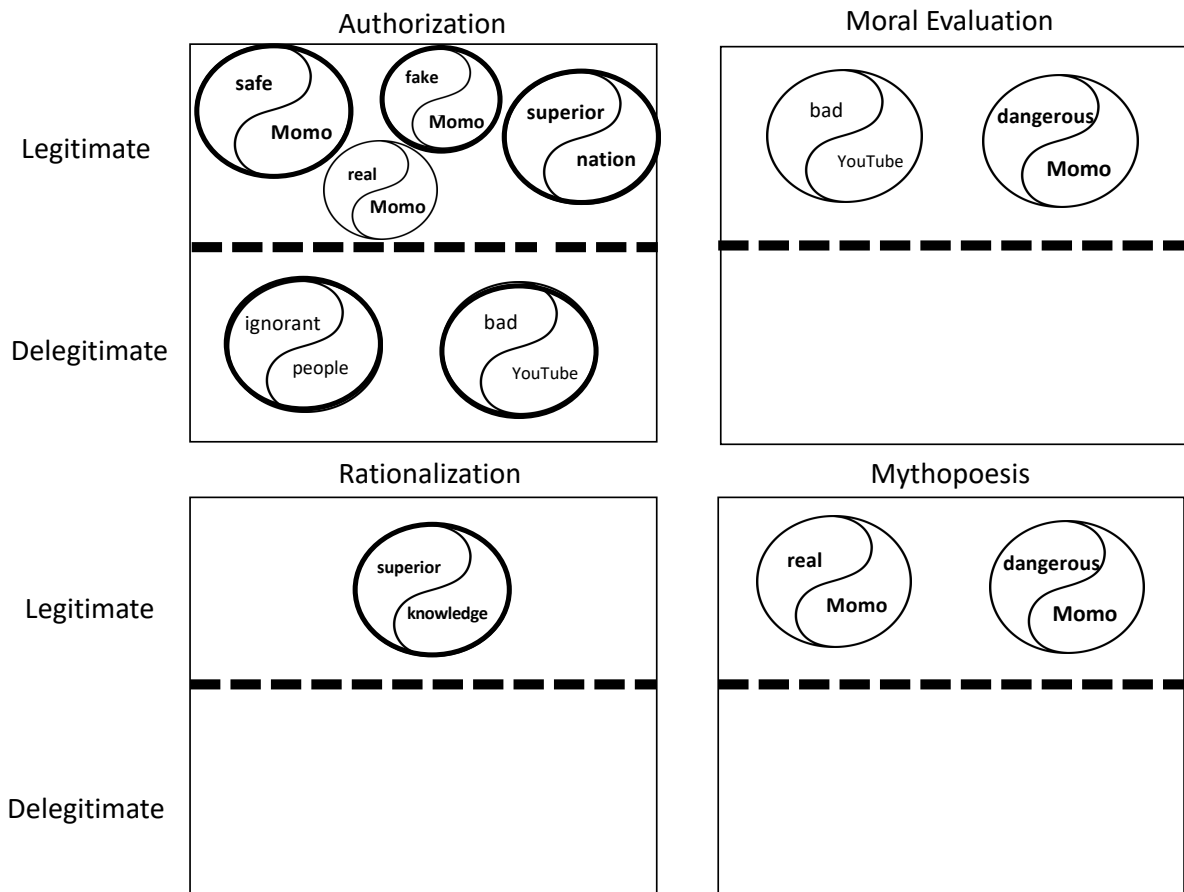 Authorization
Moral Evaluation
Legitimate
safe
Momo
fake
Momo
superior
nation
real
Momo
bad
YouTube
dangerous
Momo
Delegitimate
ignorant
people
bad
YouTube
Rationalization
Mythopoesis
Legitimate
superior
knowledge
real
Momo
dangerous
Momo
Delegitimate